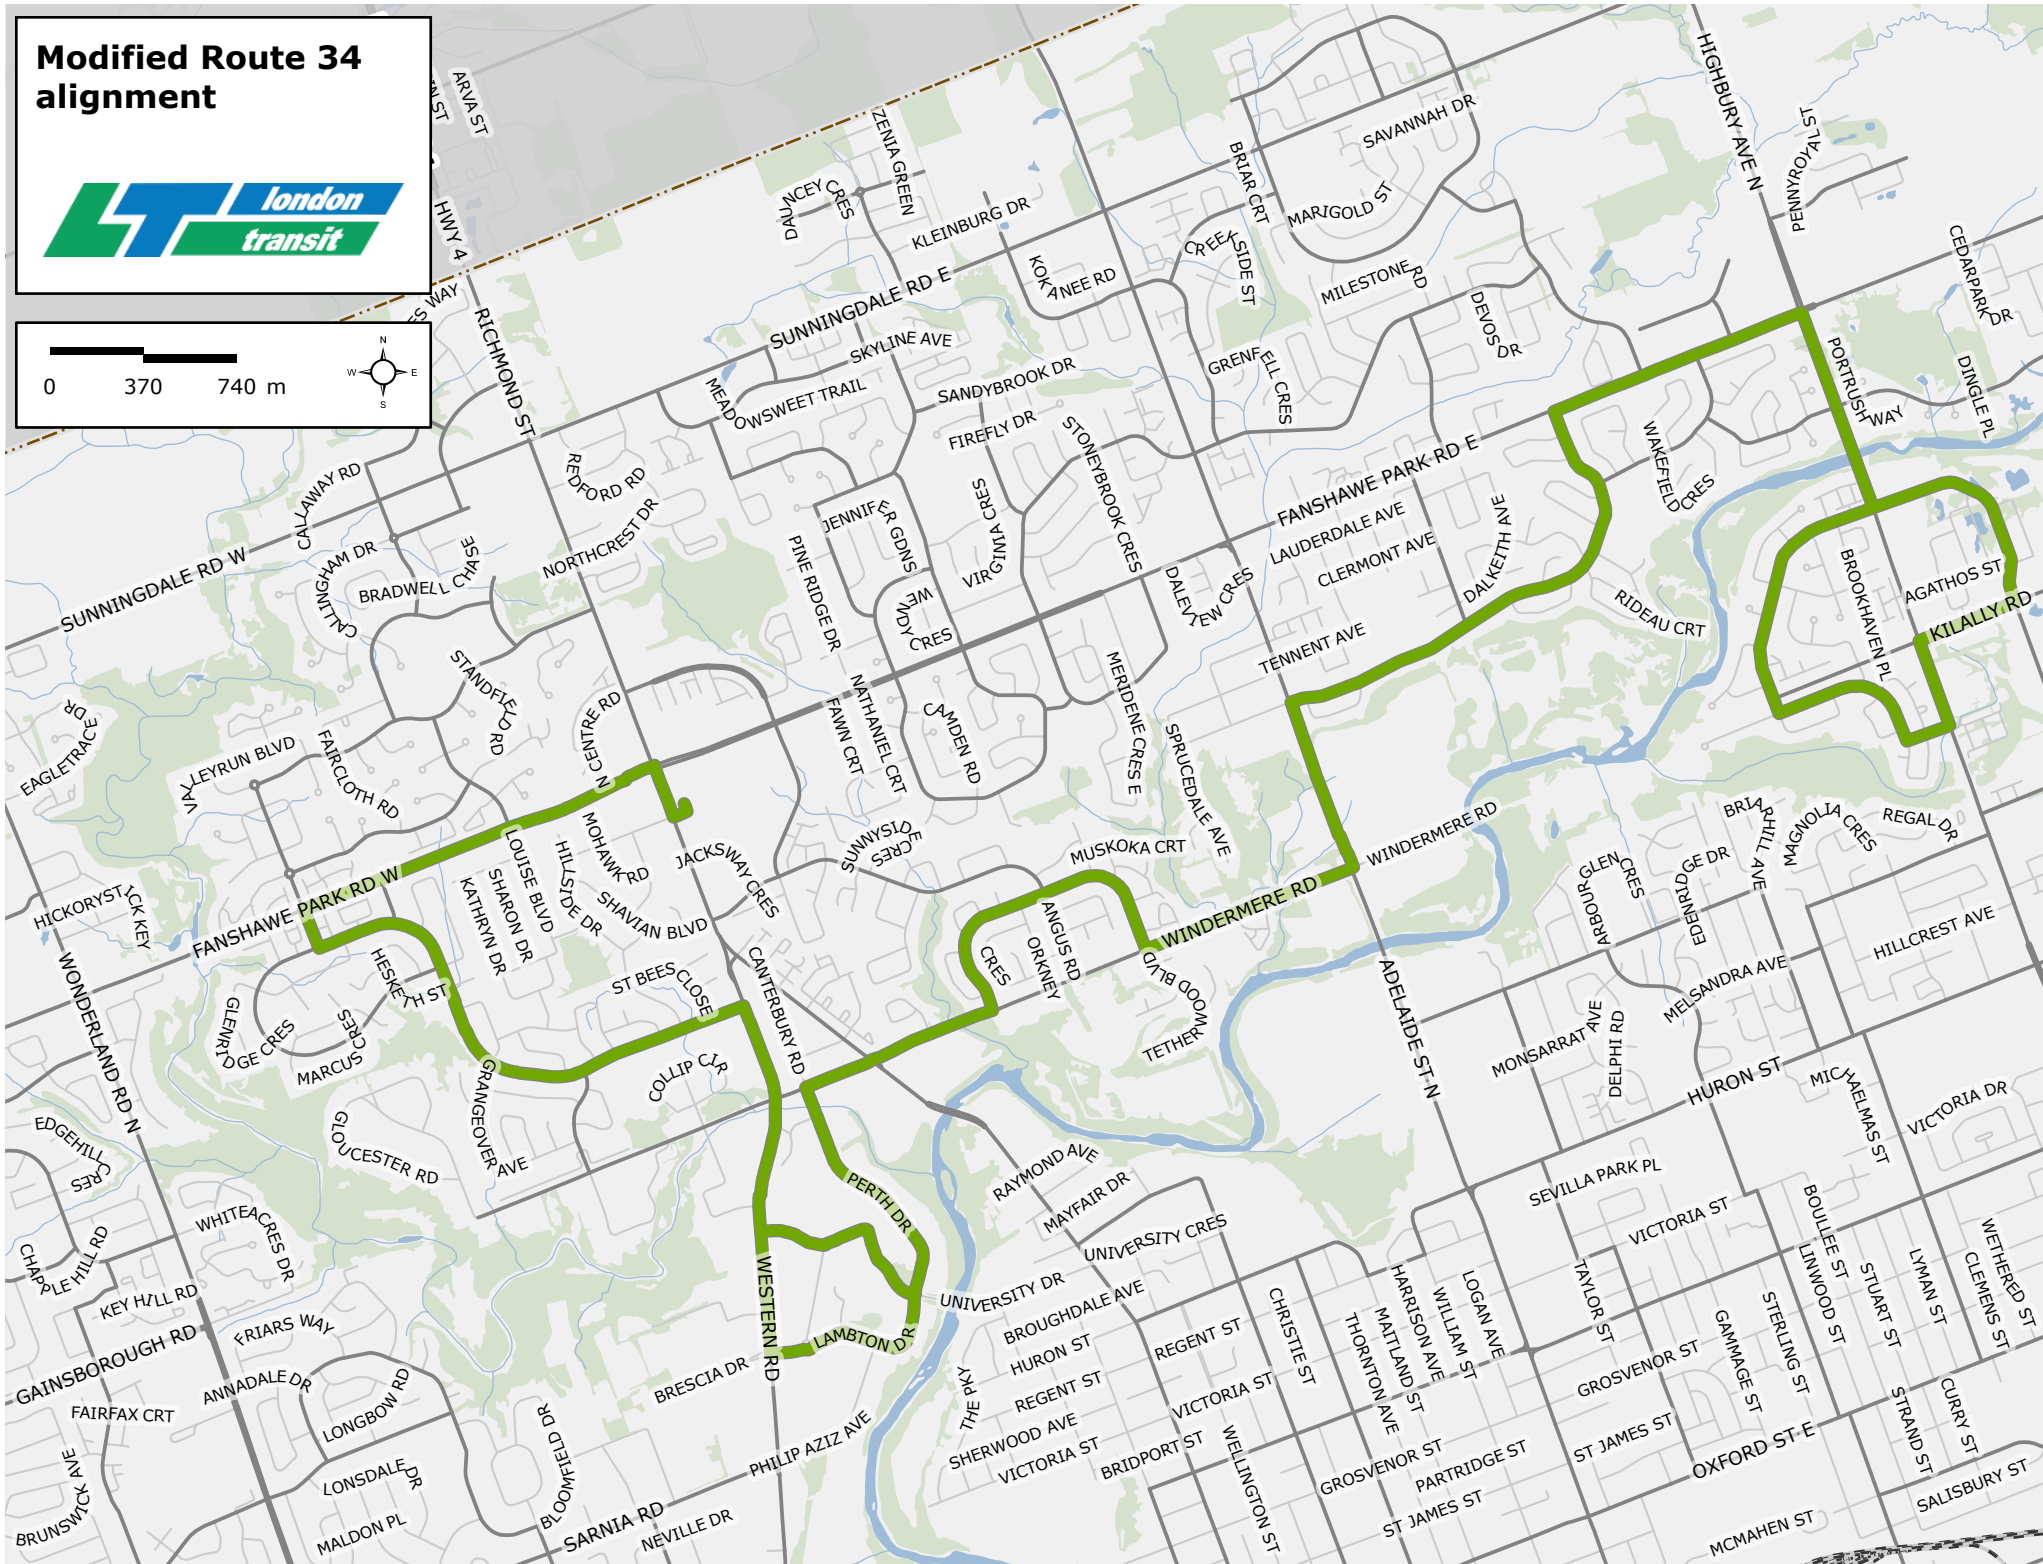 Modified Route 34
alignment
london
transit
0 370 740 m
N
W E
S
ARVA ST
HWY 4
RICHMOND ST
ZENIA GREEN
DAUNCEY CRES
KLEINBURG DR
SUNNINGDALE RD E
KOKANEE RD
SKYLINE AVE
MEADOWSWEET TRAIL
SANDYBROOK DR
FIREFLY DR
STONEYBROOK CRES
BRIAR CRT
SAVANNAH DR
MARIGOLD ST
CREEKSIDE ST
MILESTONE RD
DEVOS DR
GRENFELL CRES
HIGHBURY AVE N
PENNYROYAL ST
CEDARPARK DR
DINGLE PL
PORTRUSH WAY
WAKEFIELD CRES
FANSHAWE PARK RD E
LAUDERDALE AVE
CLERMONT AVE
DALKEITH AVE
DALEVIEW CRES
TENNENT AVE
RIDEAU CRT
BROOKHAVEN PL
AGATHOS ST
KILALLY RD
CALLAWAY RD
REDFORD RD
NORTHCREST DR
SUNNINGDALE RD W
CALLINGHAM DR
BRADWELL CHASE
JENNIFER GDNS
VIRGINIA CRES
PINE RIDGE DR
WENDY CRES
STANDFIELD RD
N CENTRE RD
NATHANIEL CRT
FAWN CRT
CAMDEN RD
MERIDENE CRES E
SPRUCEDALE AVE
EAGLETRACE DR
VALLEYRUN BLVD
FAIRCLOTH RD
HICKORYSTICK KEY
FANSHAWE PARK RD W
LOUISE BLVD
SHARON DR
KATHRYN DR
HILLSIDE DR
MOHAWK RD
SHAVIAN BLVD
JACKSWAY CRES
SUNNYSIDE CRES
MUSKOKA CRT
WINDERMERE RD
WINDERMERE RD
ANGUS RD
ORKNEY CRES
TETHERWOOD BLVD
ARBOUR GLEN CRES
EDENRIDGE DR
BRIARHILL AVE
MAGNOLIA CRES
REGAL DR
HILLCREST AVE
MELSANDRA AVE
WONDERLAND RD N
HESKETH ST
GLENRIDGE CRES
MARCUS CRES
ST BEES CLOSE
CANTERBURY RD
COLLIP CIR
GRANGEOVER AVE
GLOUCESTER RD
ADELAIDE ST N
MONSARRAT AVE
DELPHI RD
HURON ST
MICHAELMAS ST
VICTORIA DR
EDGEHILL CRES
WHITEACRES DR
CHAPPLE HILL RD
KEY HILL RD
GAINSBOROUGH RD
FRIARS WAY
ANNADALE DR
FAIRFAX CRT
LONGBOW RD
LONSDALE DR
MALDON PL
BRUNSWICK AVE
BLOOMFIELD DR
SARNIA RD
NEVILLE DR
PHILIP AZIZ AVE
BRESCIA DR
WESTERN RD
LAMBTON DR
PERTH DR
UNIVERSITY DR
RAYMOND AVE
MAYFAIR DR
UNIVERSITY CRES
BROUGHDALE AVE
HURON ST
REGENT ST
THE PKY
SHERWOOD AVE
VICTORIA ST
REGENT ST
VICTORIA ST
BRIDPORT ST
WELLINGTON ST
CHRISTIE ST
THORNTON AVE
MAITLAND ST
HARRISON AVE
WILLIAM ST
LOGAN AVE
GROSVENOR ST
PARTRIDGE ST
ST JAMES ST
SEVILLA PARK PL
VICTORIA ST
TAYLOR ST
GROSVENOR ST
ST JAMES ST
GAMMAGE ST
STERLING ST
LINWOOD ST
BOULLEE ST
STUART ST
LYMAN ST
CLEMENS ST
WETHERED ST
OXFORD ST E
STRAND ST
CURRY ST
SALISBURY ST
MCMAHEN ST